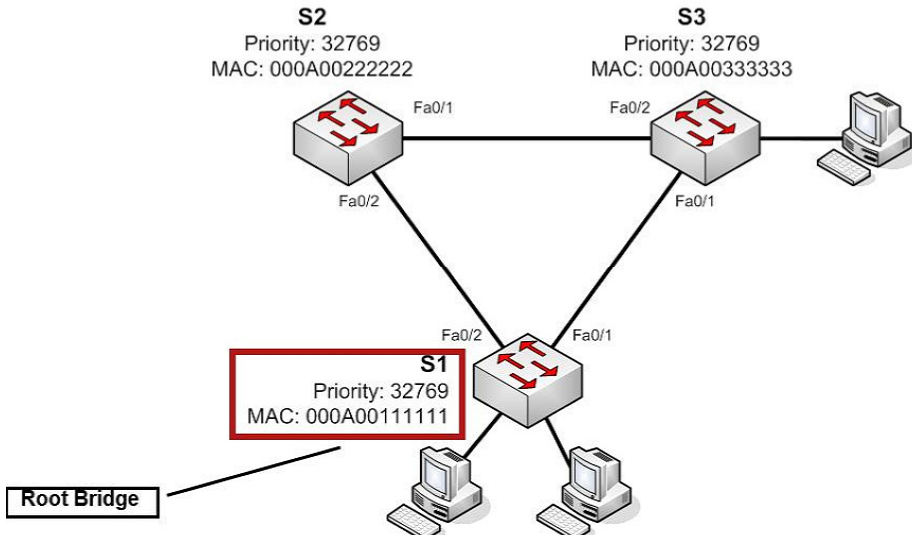 S2
Priority: 32769
MAC: 000A00222222
S3
Priority: 32769
MAC: 000A00333333
Fa0/1
Fa0/2
Fa0/2
Fa0/1
Fa0/2
Fa0/1
S1
Priority: 32769
MAC: 000A00111111
Root Bridge